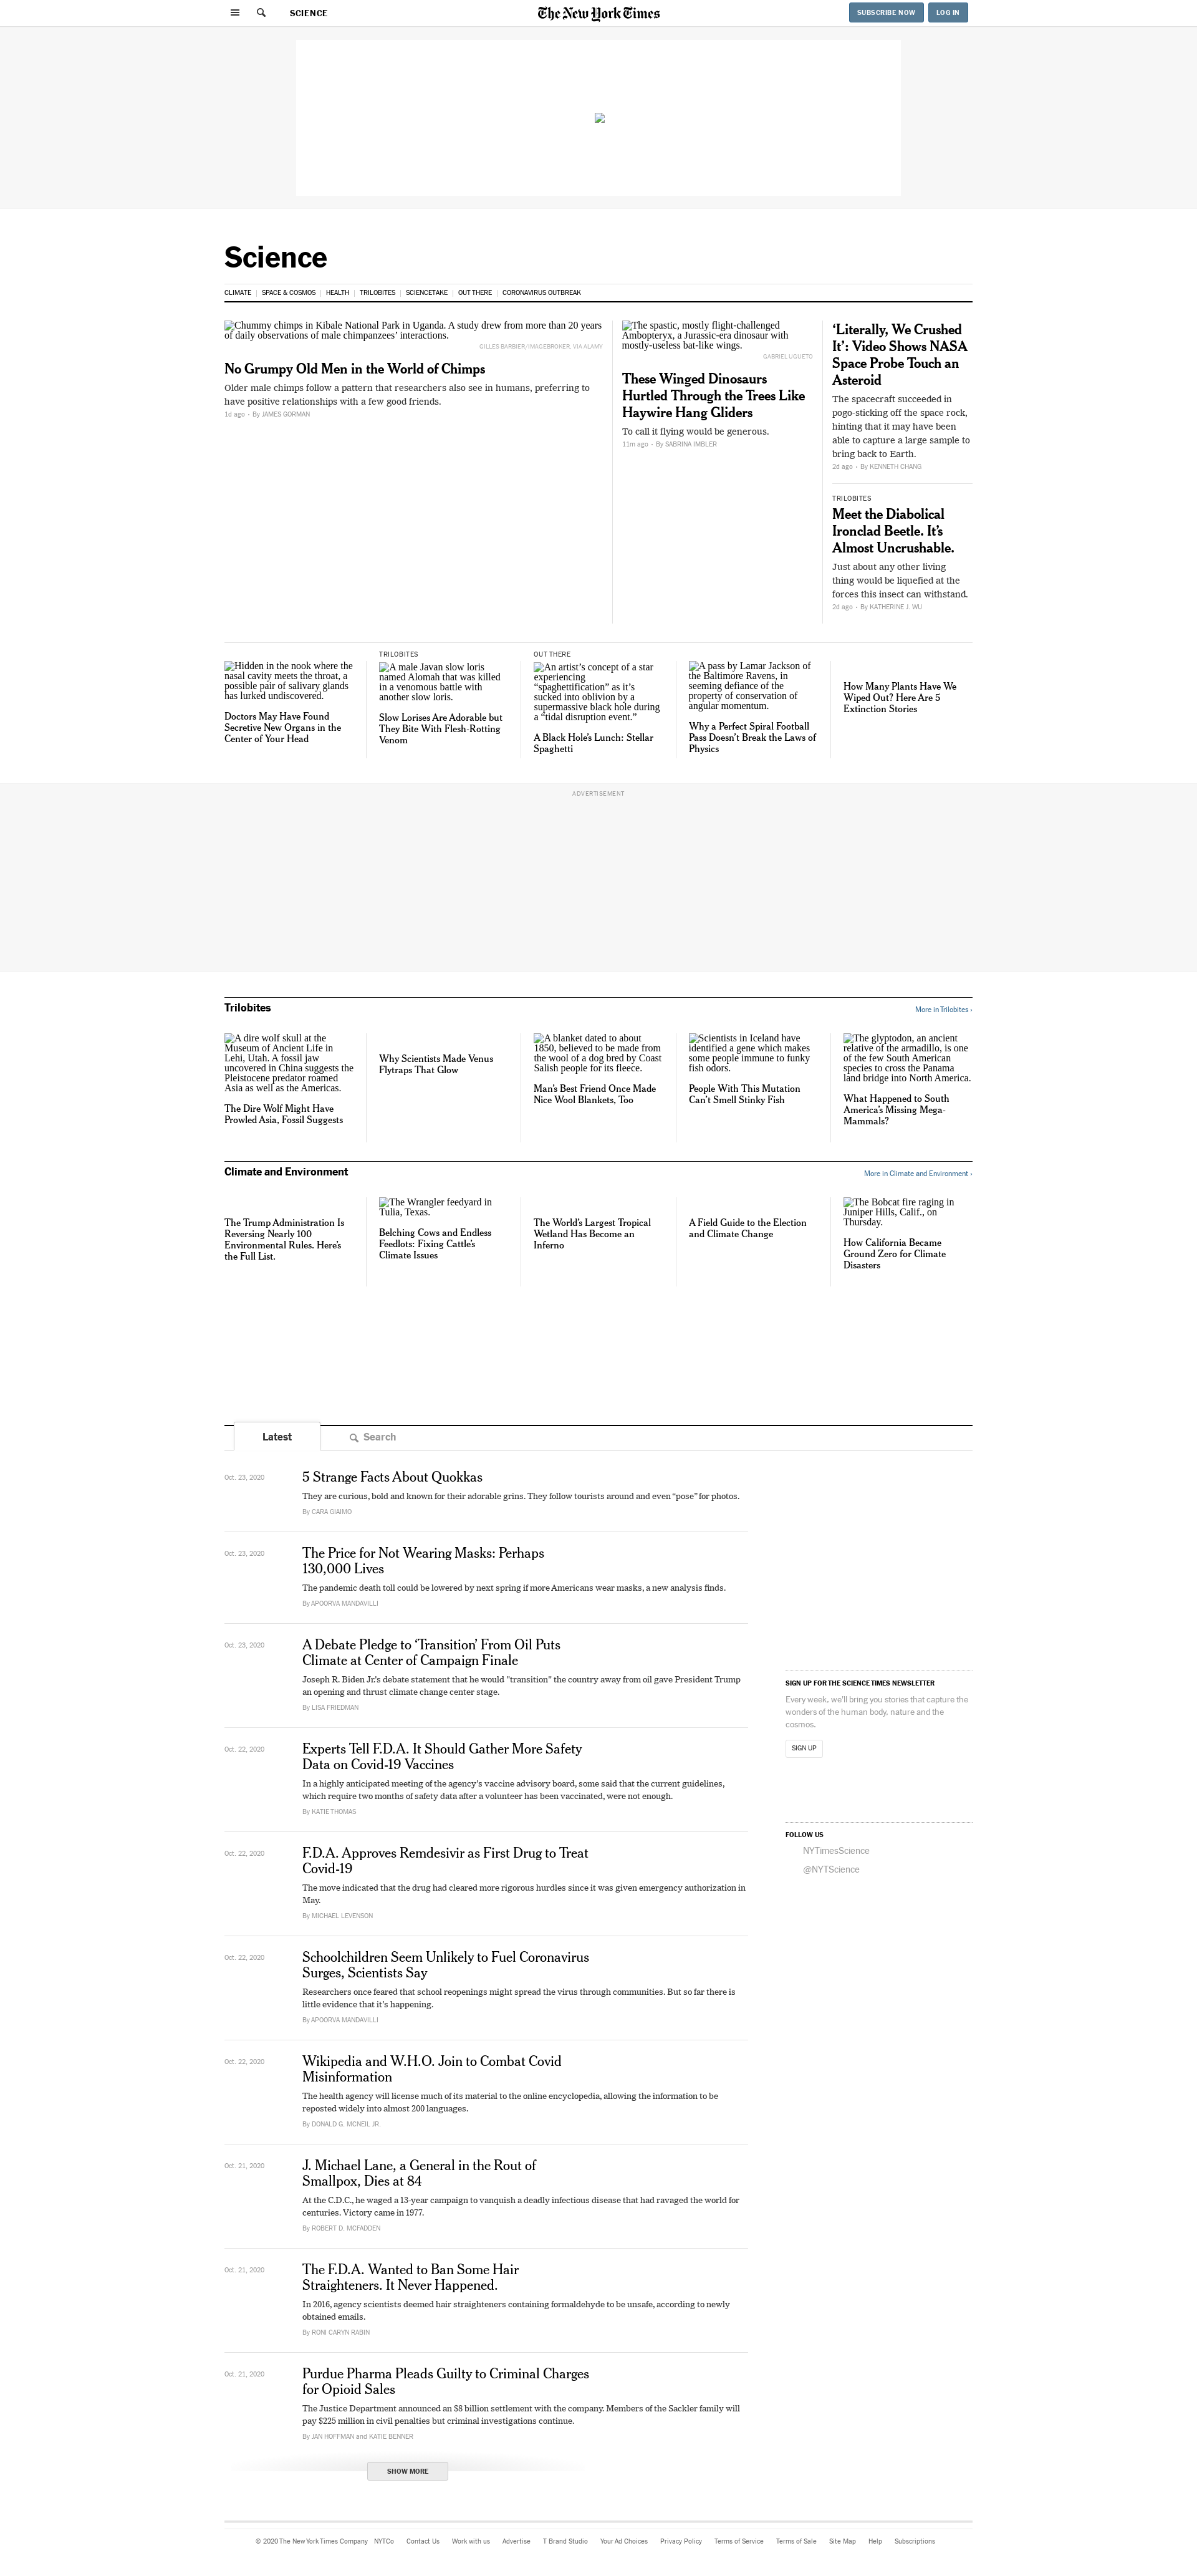 SCIENCE
The New York Times
SUBSCRIBE NOW
LOG IN
Science
CLIMATE
SPACE & COSMOS
HEALTH
TRILOBITES
SCIENCETAKE
OUT THERE
CORONAVIRUS OUTBREAK
Chummy chimps in Kibale National Park in Uganda. A study drew from more than 20 years
of daily observations of male chimpanzees’ interactions.
GILLES BARBIER/IMAGEBROKER, VIA ALAMY
No Grumpy Old Men in the World of Chimps
Older male chimps follow a pattern that researchers also see in humans, preferring to
have positive relationships with a few good friends.
1d ago • By JAMES GORMAN
The spastic, mostly flight-challenged
Ambopteryx, a Jurassic-era dinosaur with
mostly-useless bat-like wings.
GABRIEL UGUETO
These Winged Dinosaurs
Hurtled Through the Trees Like
Haywire Hang Gliders
To call it flying would be generous.
11m ago • By SABRINA IMBLER
‘Literally, We Crushed
It’: Video Shows NASA
Space Probe Touch an
Asteroid
The spacecraft succeeded in
pogo-sticking off the space rock,
hinting that it may have been
able to capture a large sample to
bring back to Earth.
2d ago • By KENNETH CHANG
TRILOBITES
Meet the Diabolical
Ironclad Beetle. It’s
Almost Uncrushable.
Just about any other living
thing would be liquefied at the
forces this insect can withstand.
2d ago • By KATHERINE J. WU
Hidden in the nook where the
nasal cavity meets the throat, a
possible pair of salivary glands
has lurked undiscovered.
Doctors May Have Found
Secretive New Organs in the
Center of Your Head
TRILOBITES
A male Javan slow loris
named Alomah that was killed
in a venomous battle with
another slow loris.
Slow Lorises Are Adorable but
They Bite With Flesh-Rotting
Venom
OUT THERE
An artist’s concept of a star
experiencing
“spaghettification” as it’s
sucked into oblivion by a
supermassive black hole during
a “tidal disruption event.”
A Black Hole’s Lunch: Stellar
Spaghetti
A pass by Lamar Jackson of
the Baltimore Ravens, in
seeming defiance of the
property of conservation of
angular momentum.
Why a Perfect Spiral Football
Pass Doesn’t Break the Laws of
Physics
How Many Plants Have We
Wiped Out? Here Are 5
Extinction Stories
ADVERTISEMENT
Trilobites
More in Trilobites ›
A dire wolf skull at the
Museum of Ancient Life in
Lehi, Utah. A fossil jaw
uncovered in China suggests the
Pleistocene predator roamed
Asia as well as the Americas.
The Dire Wolf Might Have
Prowled Asia, Fossil Suggests
Why Scientists Made Venus
Flytraps That Glow
A blanket dated to about
1850, believed to be made from
the wool of a dog bred by Coast
Salish people for its fleece.
Man’s Best Friend Once Made
Nice Wool Blankets, Too
Scientists in Iceland have
identified a gene which makes
some people immune to funky
fish odors.
People With This Mutation
Can’t Smell Stinky Fish
The glyptodon, an ancient
relative of the armadillo, is one
of the few South American
species to cross the Panama
land bridge into North America.
What Happened to South
America’s Missing Mega-
Mammals?
Climate and Environment
More in Climate and Environment ›
The Trump Administration Is
Reversing Nearly 100
Environmental Rules. Here’s
the Full List.
The Wrangler feedyard in
Tulia, Texas.
Belching Cows and Endless
Feedlots: Fixing Cattle’s
Climate Issues
The World’s Largest Tropical
Wetland Has Become an
Inferno
A Field Guide to the Election
and Climate Change
The Bobcat fire raging in
Juniper Hills, Calif., on
Thursday.
How California Became
Ground Zero for Climate
Disasters
Latest
Search
Oct. 23, 2020
5 Strange Facts About Quokkas
They are curious, bold and known for their adorable grins. They follow tourists around and even “pose” for photos.
By CARA GIAIMO
Oct. 23, 2020
The Price for Not Wearing Masks: Perhaps
130,000 Lives
The pandemic death toll could be lowered by next spring if more Americans wear masks, a new analysis finds.
By APOORVA MANDAVILLI
Oct. 23, 2020
A Debate Pledge to ‘Transition’ From Oil Puts
Climate at Center of Campaign Finale
Joseph R. Biden Jr.’s debate statement that he would "transition" the country away from oil gave President Trump
an opening and thrust climate change center stage.
By LISA FRIEDMAN
Oct. 22, 2020
Experts Tell F.D.A. It Should Gather More Safety
Data on Covid-19 Vaccines
In a highly anticipated meeting of the agency’s vaccine advisory board, some said that the current guidelines,
which require two months of safety data after a volunteer has been vaccinated, were not enough.
By KATIE THOMAS
Oct. 22, 2020
F.D.A. Approves Remdesivir as First Drug to Treat
Covid-19
The move indicated that the drug had cleared more rigorous hurdles since it was given emergency authorization in
May.
By MICHAEL LEVENSON
Oct. 22, 2020
Schoolchildren Seem Unlikely to Fuel Coronavirus
Surges, Scientists Say
Researchers once feared that school reopenings might spread the virus through communities. But so far there is
little evidence that it’s happening.
By APOORVA MANDAVILLI
Oct. 22, 2020
Wikipedia and W.H.O. Join to Combat Covid
Misinformation
The health agency will license much of its material to the online encyclopedia, allowing the information to be
reposted widely into almost 200 languages.
By DONALD G. MCNEIL JR.
Oct. 21, 2020
J. Michael Lane, a General in the Rout of
Smallpox, Dies at 84
At the C.D.C., he waged a 13-year campaign to vanquish a deadly infectious disease that had ravaged the world for
centuries. Victory came in 1977.
By ROBERT D. MCFADDEN
Oct. 21, 2020
The F.D.A. Wanted to Ban Some Hair
Straighteners. It Never Happened.
In 2016, agency scientists deemed hair straighteners containing formaldehyde to be unsafe, according to newly
obtained emails.
By RONI CARYN RABIN
Oct. 21, 2020
Purdue Pharma Pleads Guilty to Criminal Charges
for Opioid Sales
The Justice Department announced an $8 billion settlement with the company. Members of the Sackler family will
pay $225 million in civil penalties but criminal investigations continue.
By JAN HOFFMAN and KATIE BENNER
SHOW MORE
SIGN UP FOR THE SCIENCE TIMES NEWSLETTER
Every week, we'll bring you stories that capture the
wonders of the human body, nature and the
cosmos.
SIGN UP
FOLLOW US
NYTimesScience
@NYTScience
© 2020 The New York Times Company
NYTCo
Contact Us
Work with us
Advertise
T Brand Studio
Your Ad Choices
Privacy Policy
Terms of Service
Terms of Sale
Site Map
Help
Subscriptions